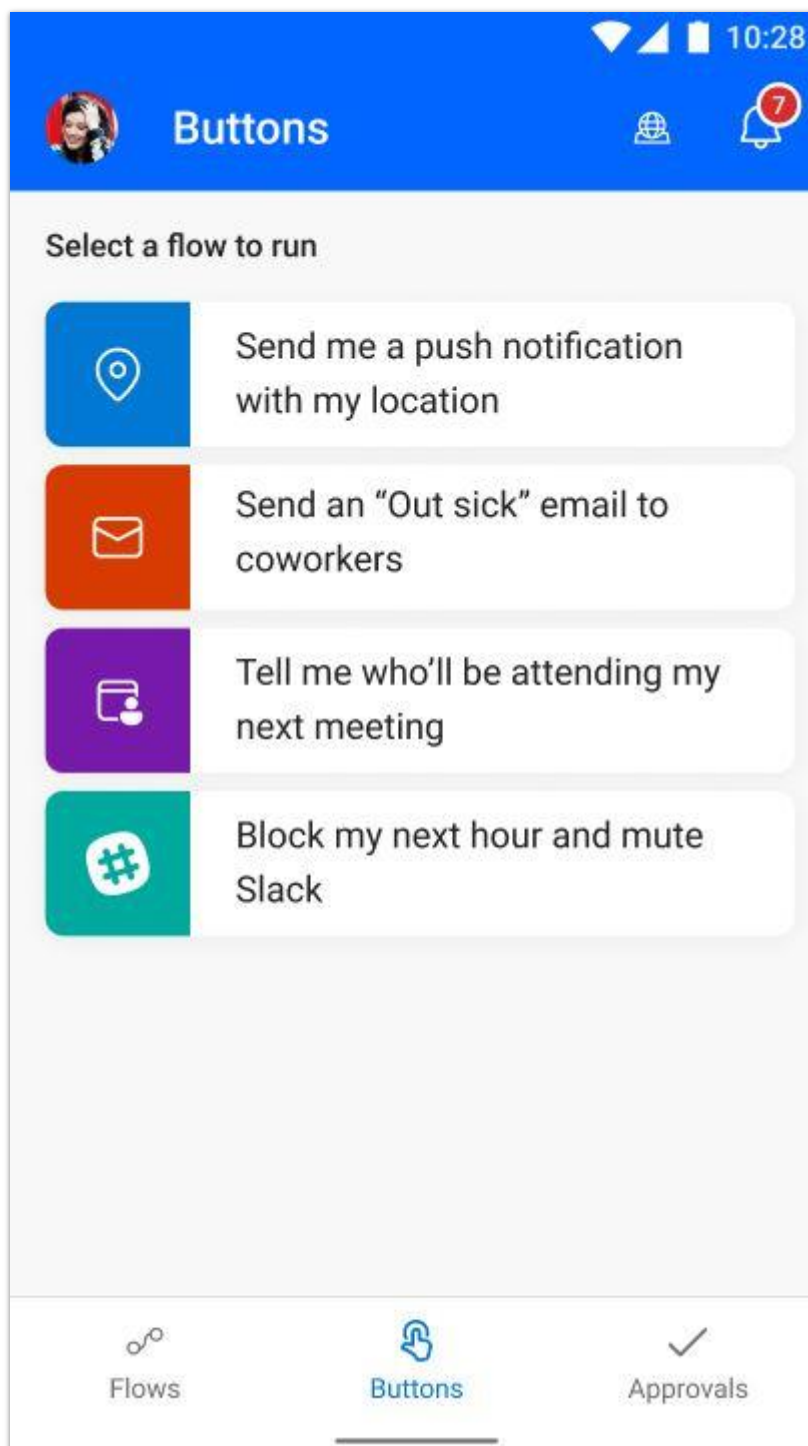 10:28
Buttons
7
Select a flow to run
Send me a push notification
with my location
Send an “Out sick” email to
coworkers
Tell me who’ll be attending my
next meeting
Block my next hour and mute
Slack
Flows
Buttons
Approvals